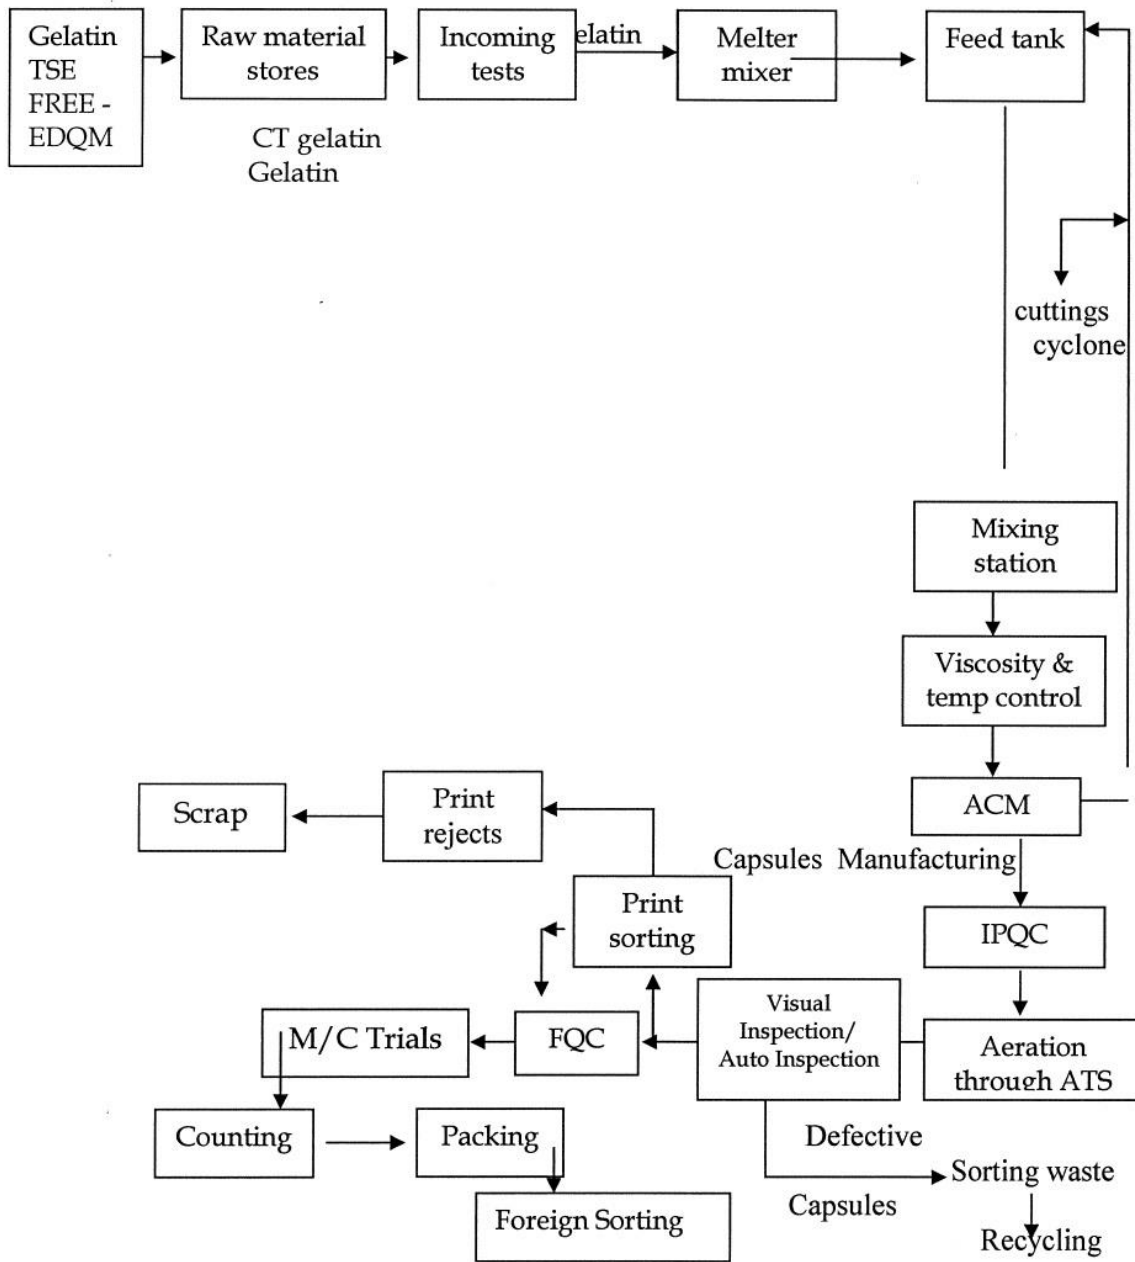 Gelatin
TSE
FREE -
EDQM
Raw material
stores
Incoming
tests
elatin
Melter
mixer
Feed tank
CT gelatin
Gelatin
cuttings
cyclone
Mixing
station
Viscosity &
temp control
ACM
Scrap
Print
rejects
Capsules Manufacturing
Print
sorting
IPQC
Visual
Inspection/
Auto Inspection
M/C Trials
FQC
Aeration
through ATS
Counting
Packing
Defective
Sorting waste
Capsules
Foreign Sorting
Recycling